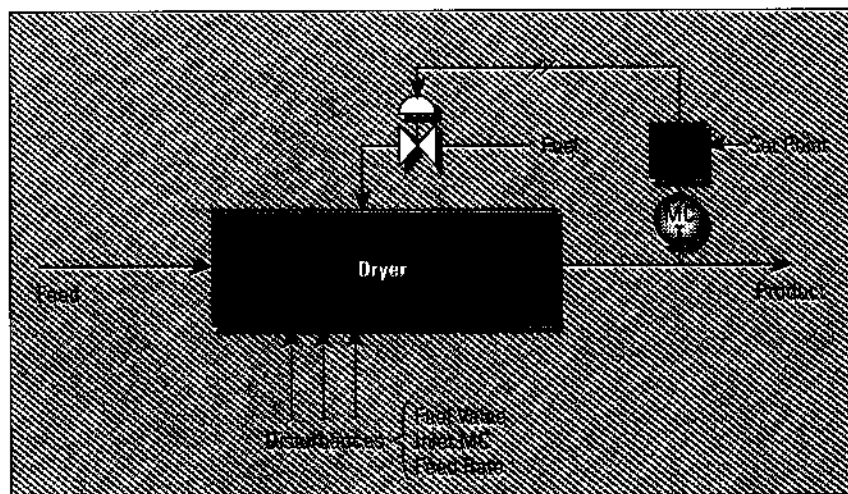 Fuel
Set Point
MC
T
Dryer
Feed
Product
Disturbances
Fuel Value
Inlet MC
Feed Rate